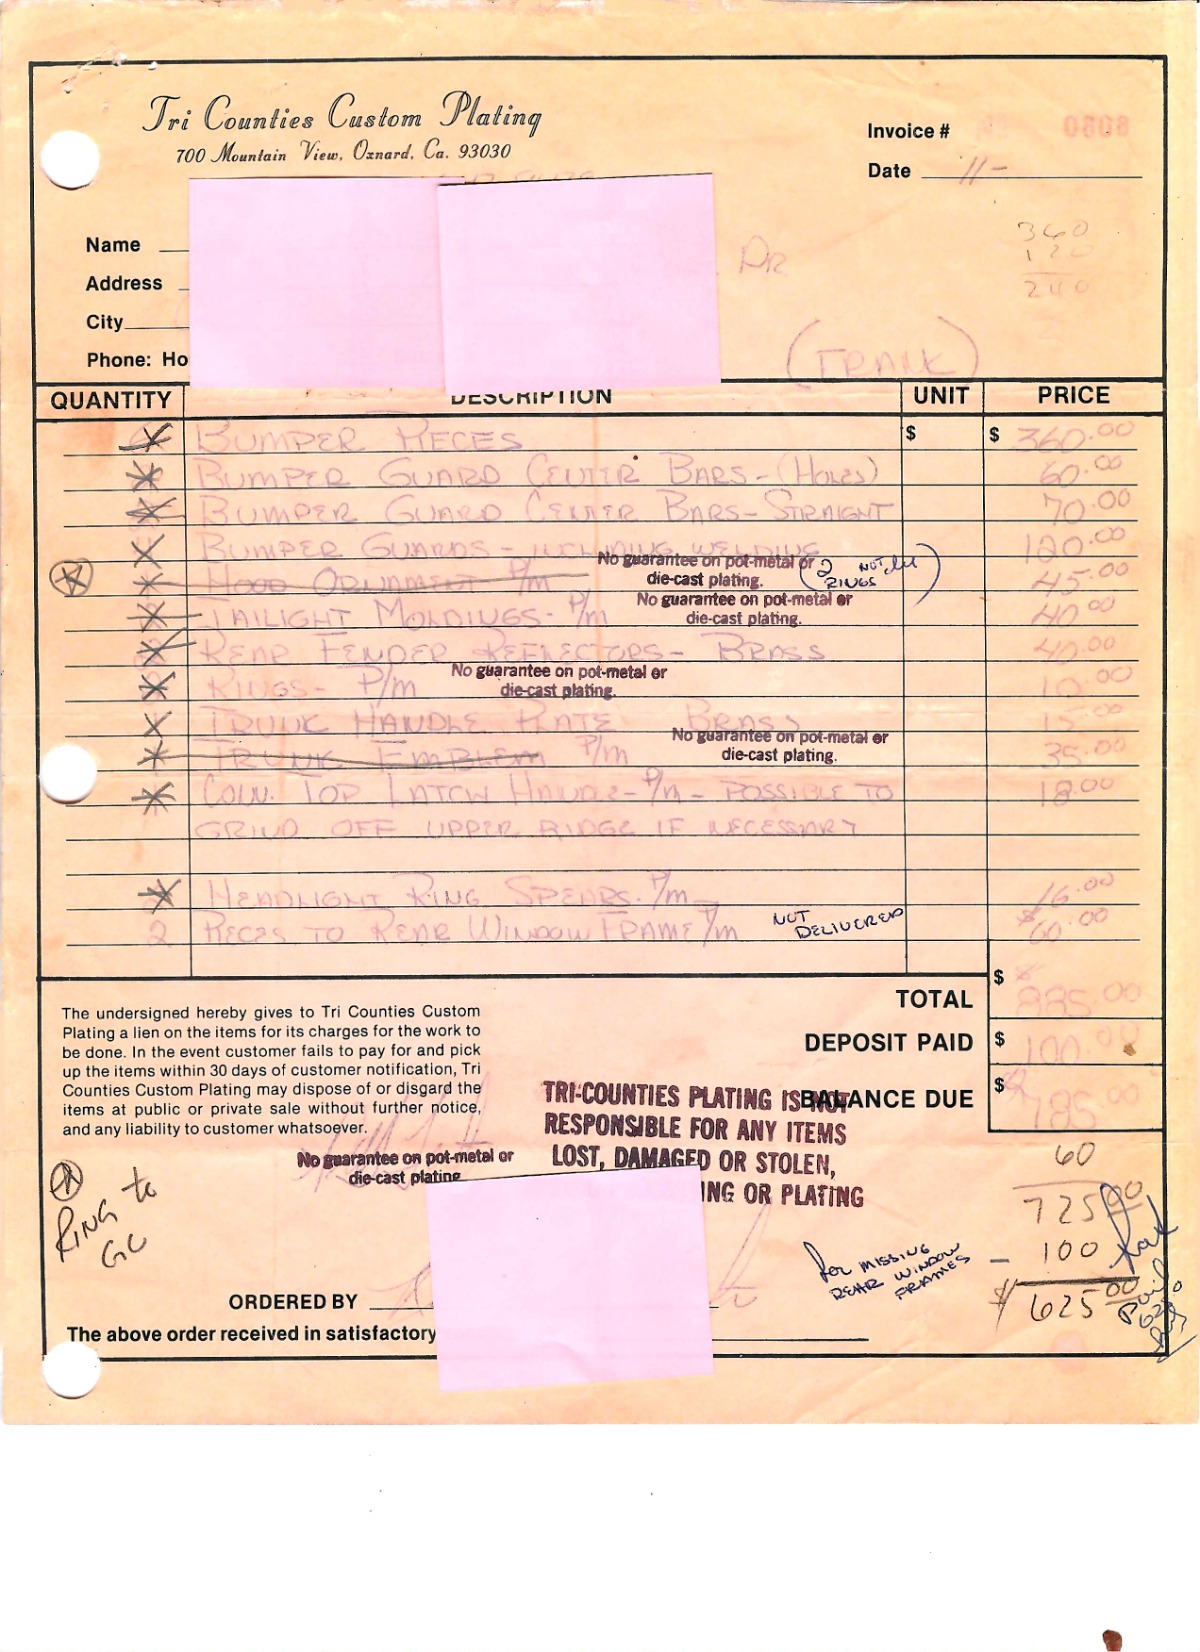 Tri Counties Custom Plating
700 Mountain View, Oxnard, Ca. 93030
Invoice #
Date 11-
Name
Address
DR
City
Phone: Ho
360
120
240
(FRANK)
QUANTITY DESCRIPTION UNIT PRICE
BUMPER PIECES $ $ 360.00
BUMPER GUARD CENTER BARS - (HOLES) 60.00
BUMPER GUARD CENTER BARS - STRAIGHT 70.00
BUMPER GUARDS - INCLUDING WELDING 120.00
No guarantee on pot-metal or
die-cast plating.
HOOD ORNAMENT P/m (2 NOT RINGS) 45.00
No guarantee on pot-metal or
die-cast plating.
TAILIGHT MOLDINGS - P/m 40.00
REAR FENDER REFLECTORS - BRASS 40.00
No guarantee on pot-metal or
die-cast plating.
RINGS - P/m 10.00
TRUNK HANDLE PLATE BRASS 15.00
No guarantee on pot-metal or
die-cast plating.
TRUNK EMBLEM P/m 35.00
CONV. TOP LATCH HANDLE - P/m - POSSIBLE TO 18.00
GRIND OFF UPPER RIDGE IF NECESSARY
HEADLIGHT RING SPEARS. P/m 16.00
2 PIECES TO REAR WINDOW FRAME P/m NOT DELIVERED $60.00
TOTAL $ 885.00
DEPOSIT PAID $ 100.00
BALANCE DUE $ 785.00
The undersigned hereby gives to Tri Counties Custom
Plating a lien on the items for its charges for the work to
be done. In the event customer fails to pay for and pick
up the items within 30 days of customer notification, Tri
Counties Custom Plating may dispose of or disgard the
items at public or private sale without further notice,
and any liability to customer whatsoever.
TRI-COUNTIES PLATING IS NOT
RESPONSIBLE FOR ANY ITEMS
LOST, DAMAGED OR STOLEN,
ING OR PLATING
No guarantee on pot-metal or
die-cast plating
RING to
GC
60
725.00
- 100
$ 625.00
For MISSING
REAR WINDOW
FRAMES
Paid
ORDERED BY
The above order received in satisfactory